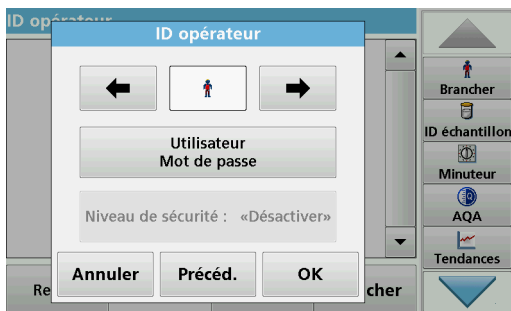 ID opérateur
ID opérateur
Utilisateur
Mot de passe
Niveau de sécurité : «Désactiver»
Annuler
Précéd.
OK
Brancher
ID échantillon
Minuteur
AQA
Tendances